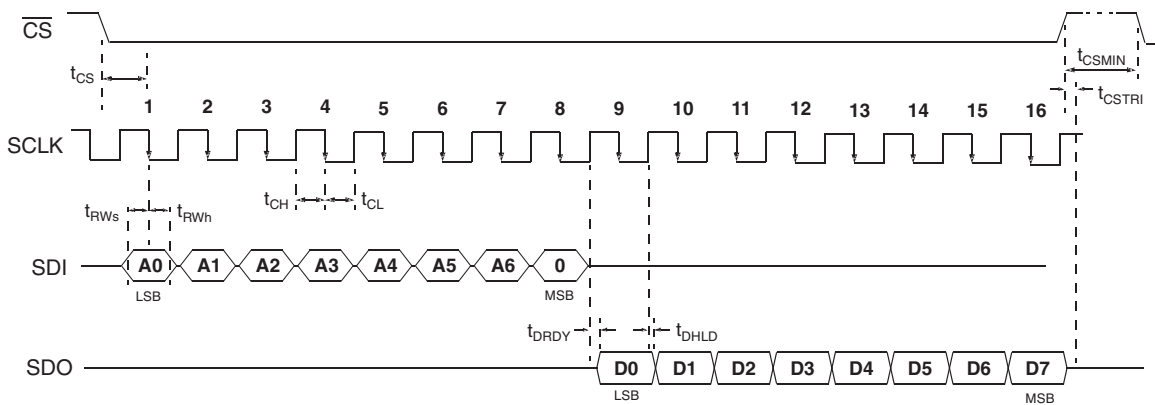 CS
tCS
tCSMIN
tCSTRI
1 2 3 4 5 6 7 8 9 10 11 12 13 14 15 16
SCLK
tRWs
tRWh
tCH
tCL
SDI
A0 A1 A2 A3 A4 A5 A6 0
LSB
MSB
tDRDY
tDHLD
SDO
D0 D1 D2 D3 D4 D5 D6 D7
LSB
MSB